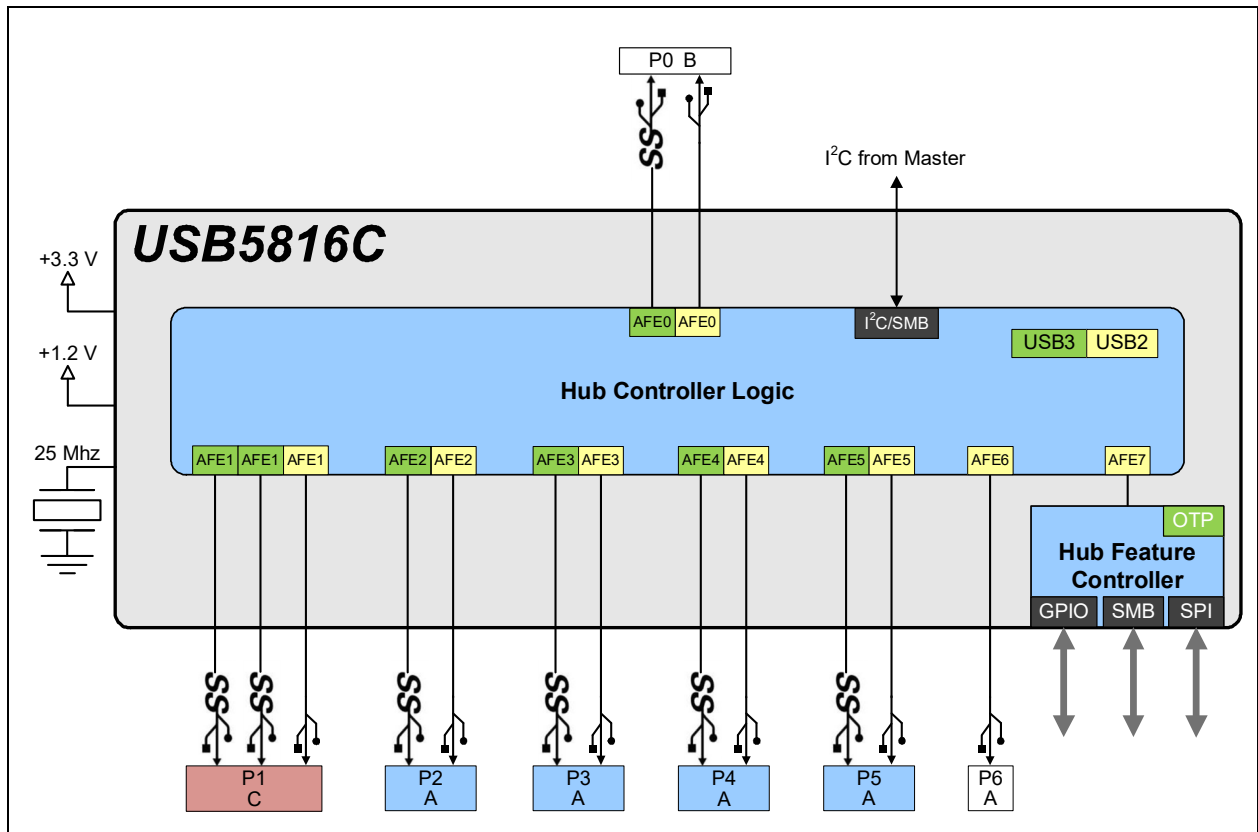 P0 B
SS
I²C from Master
USB5816C
+3.3 V
AFE0 AFE0
I²C/SMB
USB3 USB2
+1.2 V
Hub Controller Logic
25 Mhz
AFE1 AFE1 AFE1 AFE2 AFE2 AFE3 AFE3 AFE4 AFE4 AFE5 AFE5 AFE6 AFE7
OTP
Hub Feature
Controller
GPIO SMB SPI
SS SS SS SS SS SS
P1
C
P2
A
P3
A
P4
A
P5
A
P6
A